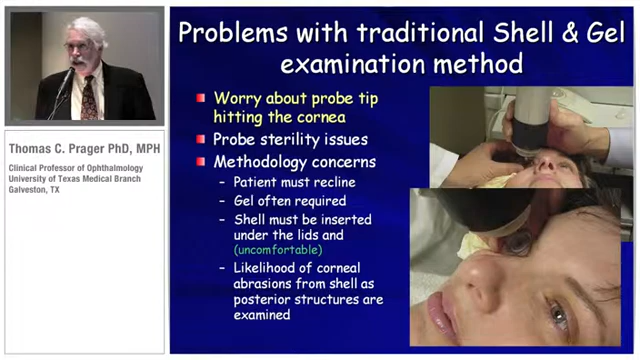 Problems with traditional Shell & Gel
examination method
Worry about probe tip
hitting the cornea
Probe sterility issues
Methodology concerns
– Patient must recline
– Gel often required
– Shell must be inserted
under the lids and
(uncomfortable)
– Likelihood of corneal
abrasions from shell as
posterior structures are
examined
Thomas C. Prager PhD, MPH
Clinical Professor of Ophthalmology
University of Texas Medical Branch
Galveston, TX